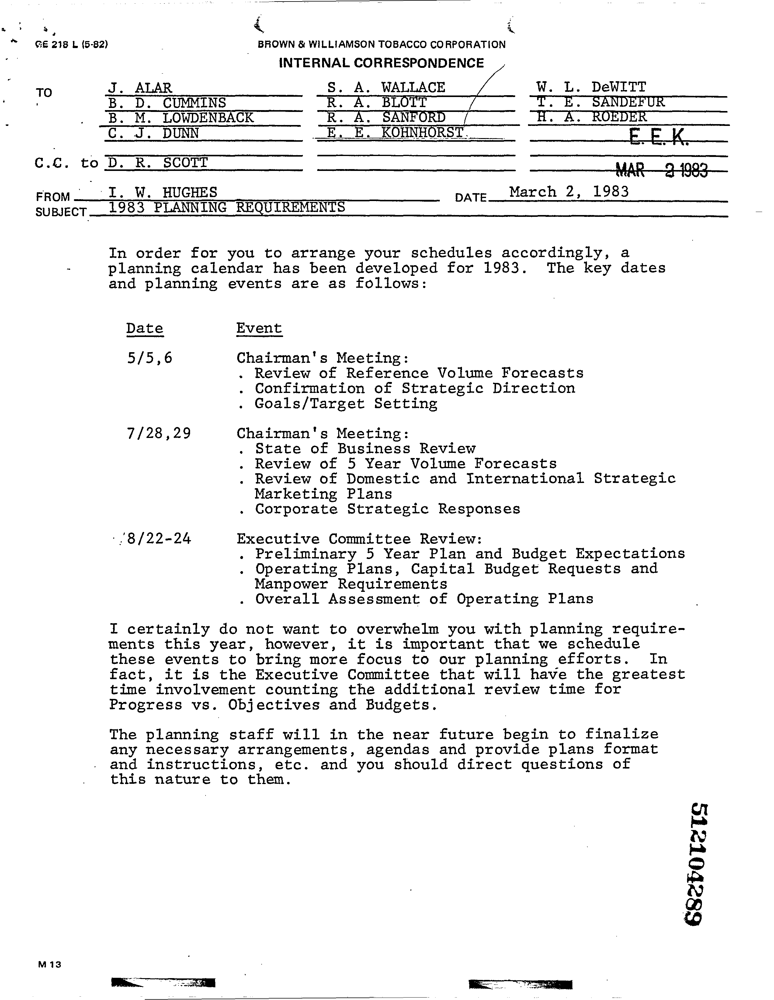 GE 218 L (5-82)
BROWN & WILLIAMSON TOBACCO CORPORATION
INTERNAL CORRESPONDENCE
TO J. ALAR S. A. WALLACE W. L. DeWITT
B. D. CUMMINS R. A. BLOTT T. E. SANDEFUR
B. M. LOWDENBACK R. A. SANFORD H. A. ROEDER
C. J. DUNN E. E. KOHNHORST E. E. K.
C.C. to D. R. SCOTT
MAR 2 1983
FROM I. W. HUGHES DATE March 2, 1983
SUBJECT 1983 PLANNING REQUIREMENTS
In order for you to arrange your schedules accordingly, a
planning calendar has been developed for 1983. The key dates
and planning events are as follows:
Date Event
5/5,6 Chairman's Meeting:
. Review of Reference Volume Forecasts
. Confirmation of Strategic Direction
. Goals/Target Setting
7/28,29 Chairman's Meeting:
. State of Business Review
. Review of 5 Year Volume Forecasts
. Review of Domestic and International Strategic
Marketing Plans
. Corporate Strategic Responses
8/22-24 Executive Committee Review:
. Preliminary 5 Year Plan and Budget Expectations
. Operating Plans, Capital Budget Requests and
Manpower Requirements
. Overall Assessment of Operating Plans
I certainly do not want to overwhelm you with planning require-
ments this year, however, it is important that we schedule
these events to bring more focus to our planning efforts. In
fact, it is the Executive Committee that will have the greatest
time involvement counting the additional review time for
Progress vs. Objectives and Budgets.
The planning staff will in the near future begin to finalize
any necessary arrangements, agendas and provide plans format
and instructions, etc. and you should direct questions of
this nature to them.
512104289
M 13